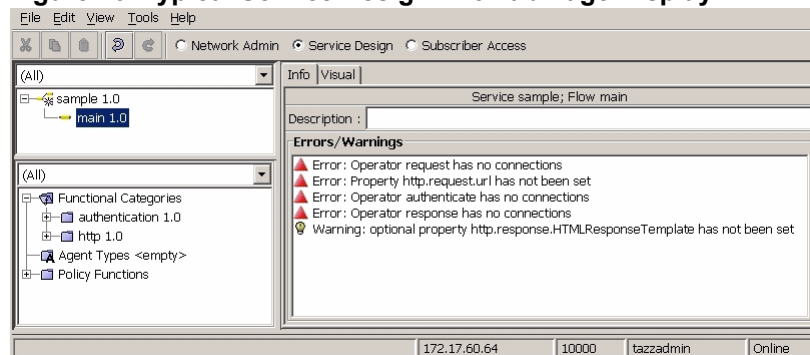 File Edit View Tools Help
Network Admin Service Design Subscriber Access
(All)
sample 1.0
main 1.0
(All)
Functional Categories
authentication 1.0
http 1.0
Agent Types <empty>
Policy Functions
Info Visual
Service sample; Flow main
Description :
Errors/Warnings
Error: Operator request has no connections
Error: Property http.request.url has not been set
Error: Operator authenticate has no connections
Error: Operator response has no connections
Warning: optional property http.response.HTMLResponseTemplate has not been set
172.17.60.64 10000 tazzadmin Online